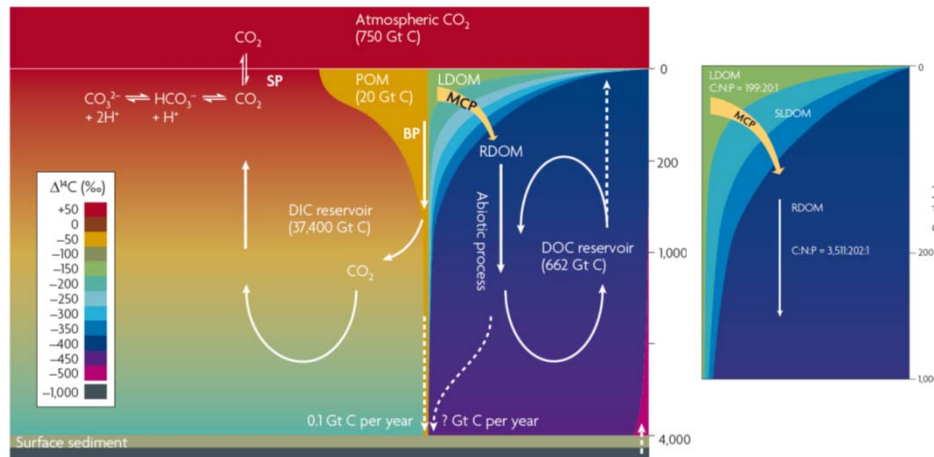 Atmospheric CO₂
(750 Gt C)
CO₂
SP
CO₃²⁻ ⇌ HCO₃⁻ ⇌ CO₂
+ 2H⁺ + H⁺
POM
(20 Gt C)
BP
LDOM
MCP
RDOM
Abiotic process
DIC reservoir
(37,400 Gt C)
CO₂
DOC reservoir
(662 Gt C)
0
200
1,000
4,000
Δ¹⁴C (‰)
+50
0
–50
–100
–150
–200
–250
–300
–350
–400
–450
–500
–1,000
0.1 Gt C per year
? Gt C per year
Surface sediment
LDOM
C:N:P = 199:20:1
MCP
SLDOM
RDOM
C:N:P = 3,511:202:1
0
200
1,00